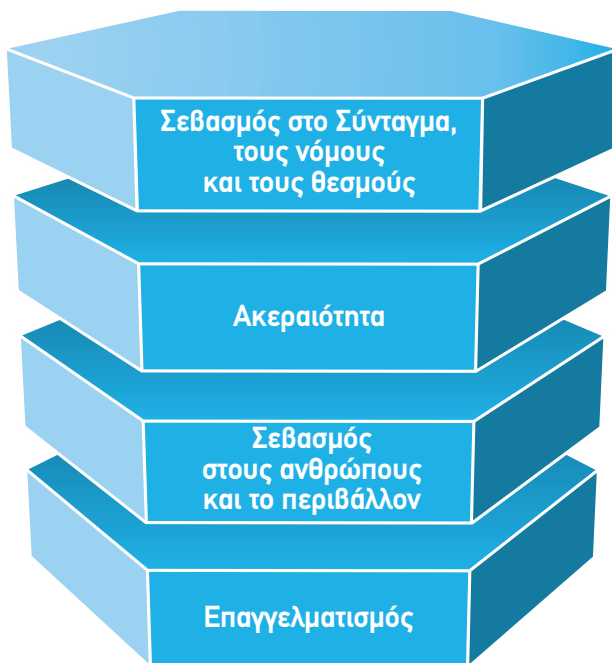 Σεβασμός στο Σύνταγμα,
τους νόμους
και τους θεσμούς
Ακεραιότητα
Σεβασμός
στους ανθρώπους
και το περιβάλλον
Επαγγελματισμός